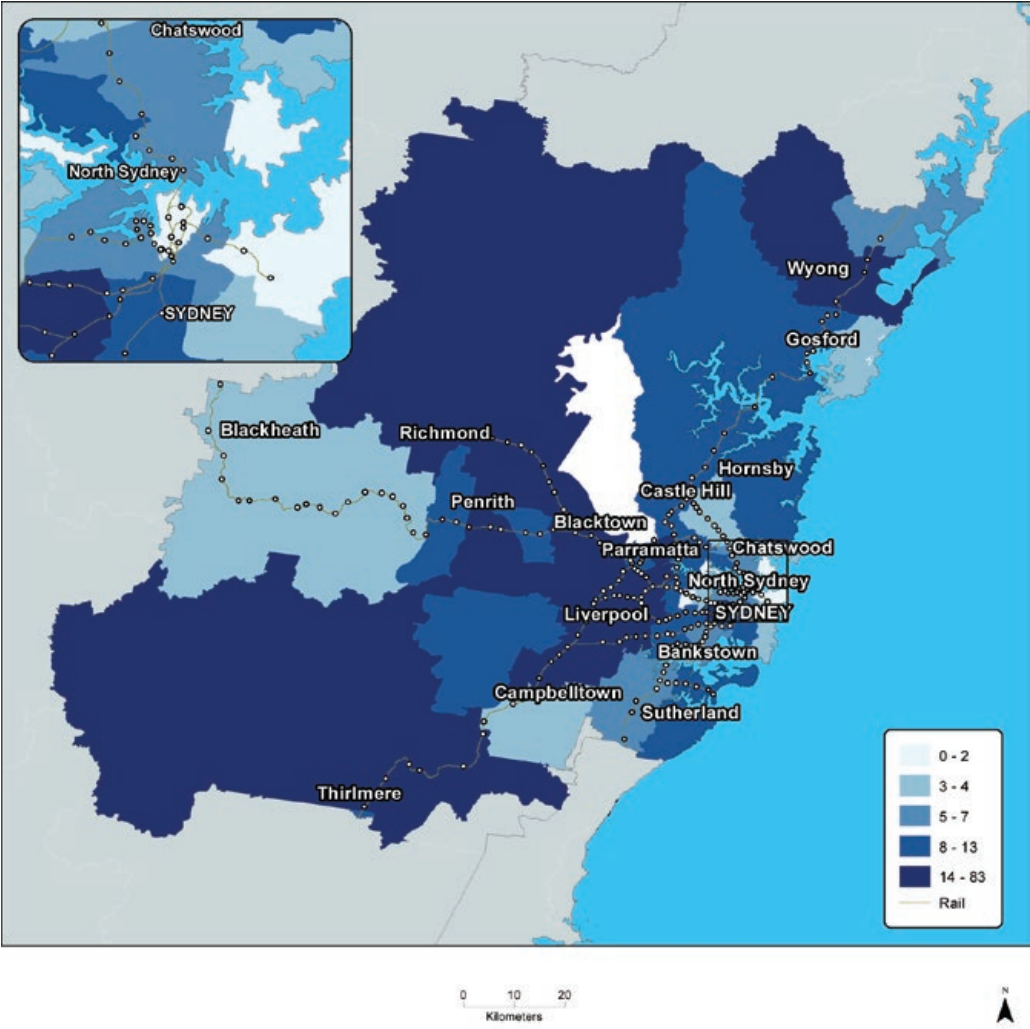 Chatswood
North Sydney
SYDNEY
Wyong
Gosford
Blackheath
Richmond
Hornsby
Castle Hill
Penrith
Blacktown
Parramatta
Chatswood
North Sydney
Liverpool
SYDNEY
Bankstown
Campbelltown
Sutherland
Thirlmere
0 - 2
3 - 4
5 - 7
8 - 13
14 - 83
Rail
0 10 20
Kilometers
N